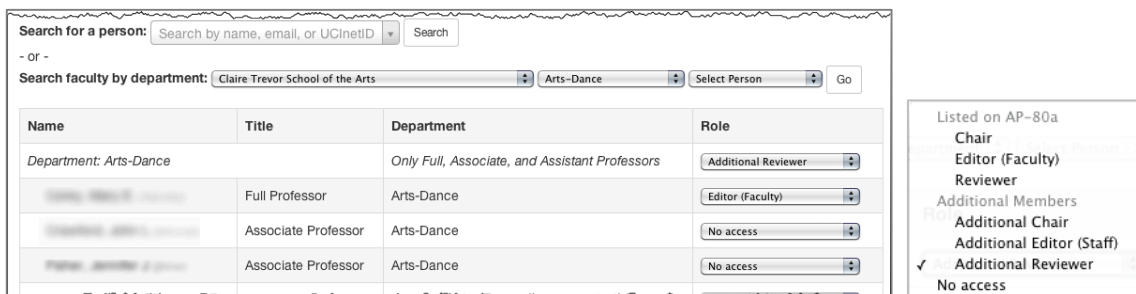 Search for a person: Search by name, email, or UCInetID Search
- or -
Search faculty by department: Claire Trevor School of the Arts Arts-Dance Select Person Go
Name Title Department Role
Department: Arts-Dance Only Full, Associate, and Assistant Professors Additional Reviewer
Full Professor Arts-Dance Editor (Faculty)
Associate Professor Arts-Dance No access
Associate Professor Arts-Dance No access
Listed on AP-80a
Chair
Editor (Faculty)
Reviewer
Additional Members
Additional Chair
Additional Editor (Staff)
✓ Additional Reviewer
No access